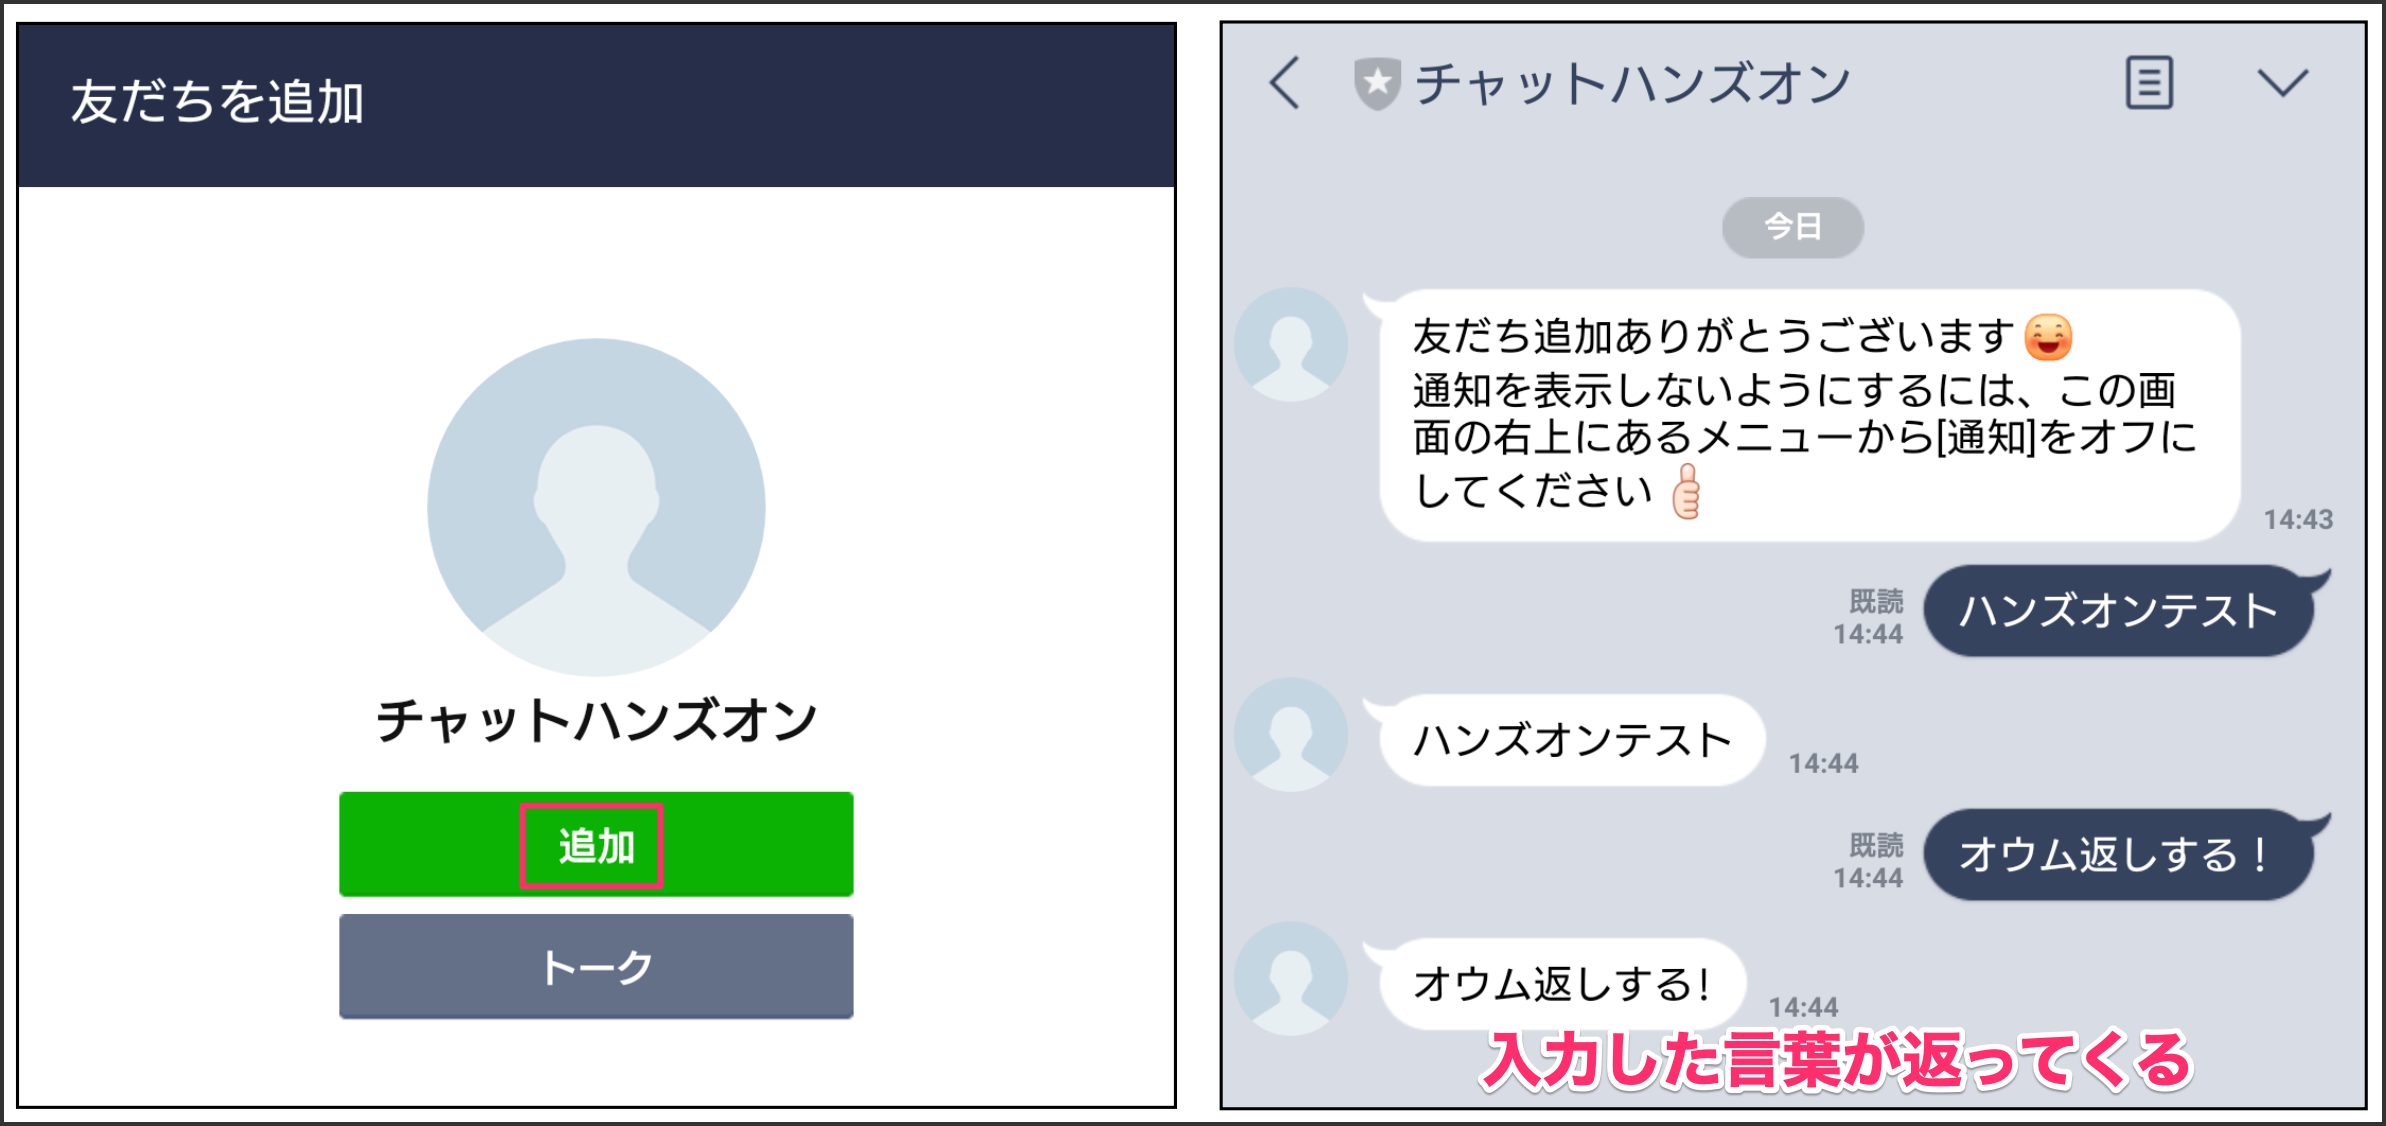 友だちを追加
チャットハンズオン
追加
トーク
チャットハンズオン
今日
友だち追加ありがとうございます
通知を表示しないようにするには、この画
面の右上にあるメニューから[通知]をオフに
してください
14:43
既読
14:44
ハンズオンテスト
ハンズオンテスト
14:44
既読
14:44
オウム返しする！
オウム返しする！
14:44
入力した言葉が返ってくる